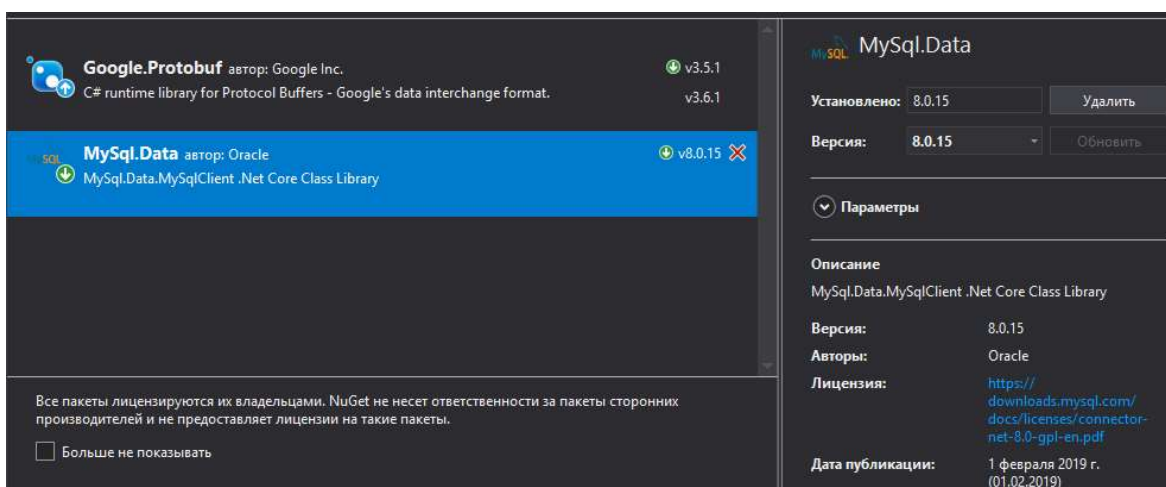 Google.Protobuf автор: Google Inc.
v3.5.1
C# runtime library for Protocol Buffers - Google's data interchange format.
v3.6.1
MySql.Data автор: Oracle
v8.0.15
MySql.Data.MySqlClient .Net Core Class Library
Все пакеты лицензируются их владельцами. NuGet не несет ответственности за пакеты сторонних
производителей и не предоставляет лицензии на такие пакеты.
Больше не показывать
MySQL
MySql.Data
Установлено: 8.0.15
Удалить
Версия: 8.0.15
Обновить
Параметры
Описание
MySql.Data.MySqlClient .Net Core Class Library
Версия: 8.0.15
Авторы: Oracle
Лицензия: https://
downloads.mysql.com/
docs/licenses/connector-
net-8.0-gpl-en.pdf
Дата публикации: 1 февраля 2019 г.
(01.02.2019)